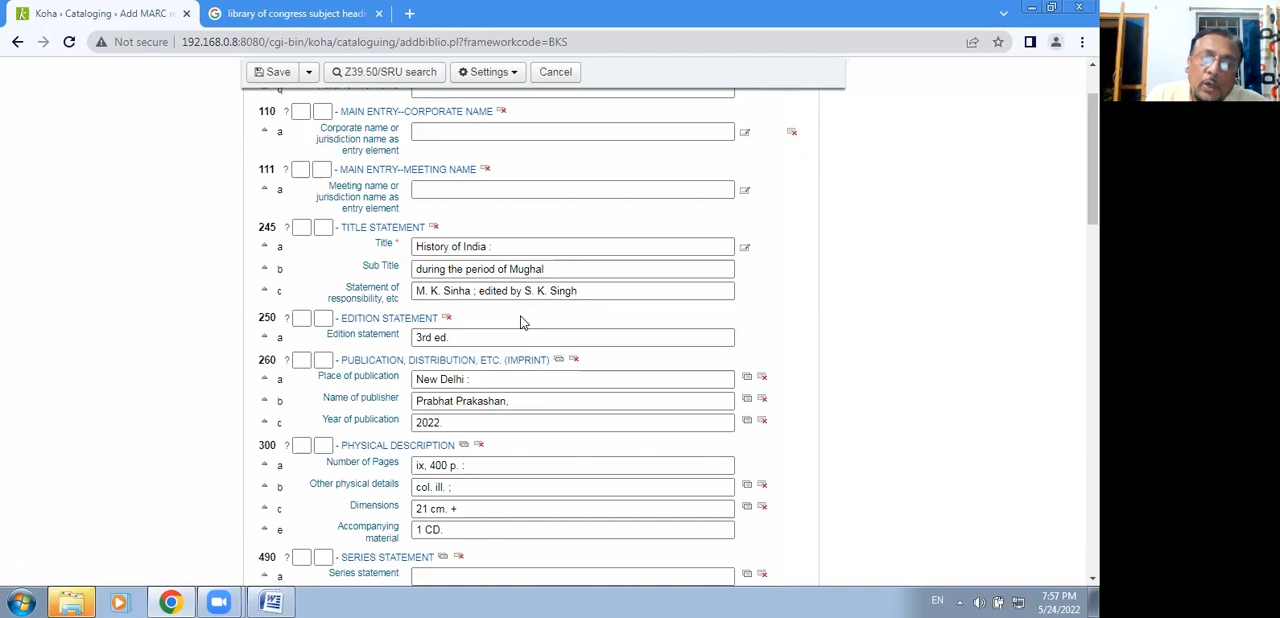 Koha › Cataloging › Add MARC re
library of congress subject headi
Not secure 192.168.0.8:8080/cgi-bin/koha/cataloguing/addbiblio.pl?frameworkcode=BKS
Save Z39.50/SRU search Settings Cancel
110 ? - MAIN ENTRY--CORPORATE NAME
a Corporate name or jurisdiction name as entry element
111 ? - MAIN ENTRY--MEETING NAME
a Meeting name or jurisdiction name as entry element
245 ? - TITLE STATEMENT
a Title * History of India :
b Sub Title during the period of Mughal
c Statement of responsibility, etc M. K. Sinha ; edited by S. K. Singh
250 ? - EDITION STATEMENT
a Edition statement 3rd ed.
260 ? - PUBLICATION, DISTRIBUTION, ETC. (IMPRINT)
a Place of publication New Delhi :
b Name of publisher Prabhat Prakashan,
c Year of publication 2022.
300 ? - PHYSICAL DESCRIPTION
a Number of Pages ix, 400 p. :
b Other physical details col. ill. ;
c Dimensions 21 cm. +
e Accompanying material 1 CD.
490 ? - SERIES STATEMENT
a Series statement
EN 7:57 PM
5/24/2022